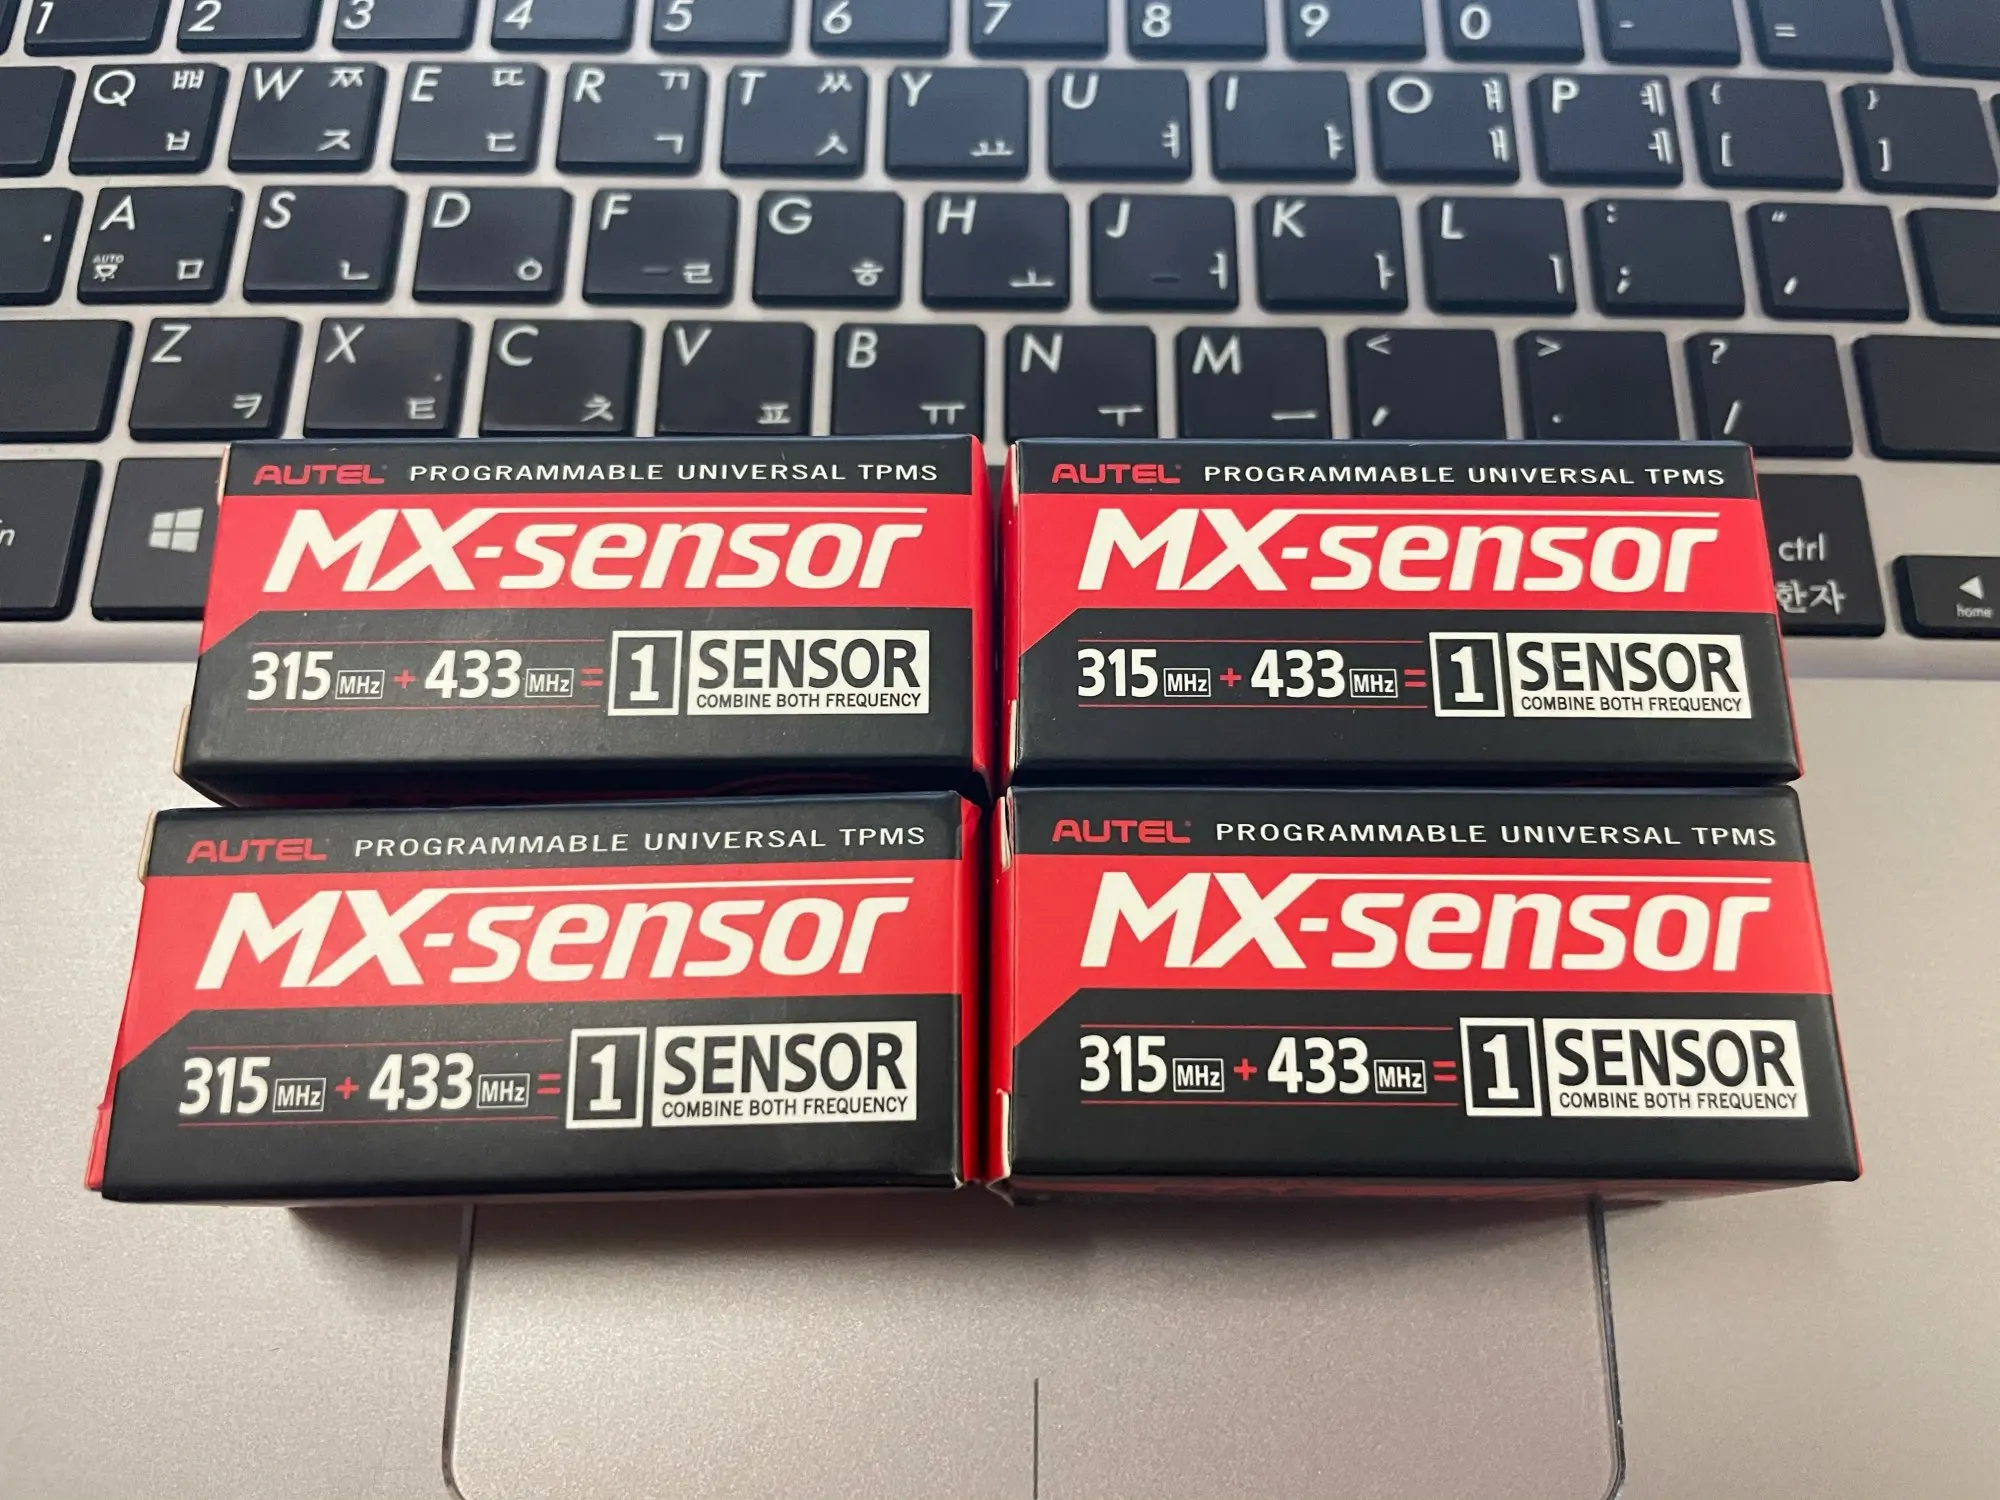 1 2 3 4 5 6 7 8 9 0 - =
Q ㅃ W ㅉ E ㄸ R ㄲ T ㅆ Y U I O ㅒ P ㅖ { }
ㅂ ㅈ ㄷ ㄱ ㅅ ㅛ ㅕ ㅑ ㅐ ㅔ [ ]
A S D F G H J K L : "
AUTO ㅁ ㄴ ㅇ ㄹ ㅎ ㅗ ㅓ ㅏ ㅣ ; '
Z X C V B N M < > ?
ㅋ ㅌ ㅊ ㅍ ㅠ ㅜ ㅡ , . /
ctrl
한자
home
AUTEL PROGRAMMABLE UNIVERSAL TPMS
MX-sensor
315 MHz + 433 MHz = 1 SENSOR
COMBINE BOTH FREQUENCY
AUTEL PROGRAMMABLE UNIVERSAL TPMS
MX-sensor
315 MHz + 433 MHz = 1 SENSOR
COMBINE BOTH FREQUENCY
AUTEL PROGRAMMABLE UNIVERSAL TPMS
MX-sensor
315 MHz + 433 MHz = 1 SENSOR
COMBINE BOTH FREQUENCY
AUTEL PROGRAMMABLE UNIVERSAL TPMS
MX-sensor
315 MHz + 433 MHz = 1 SENSOR
COMBINE BOTH FREQUENCY